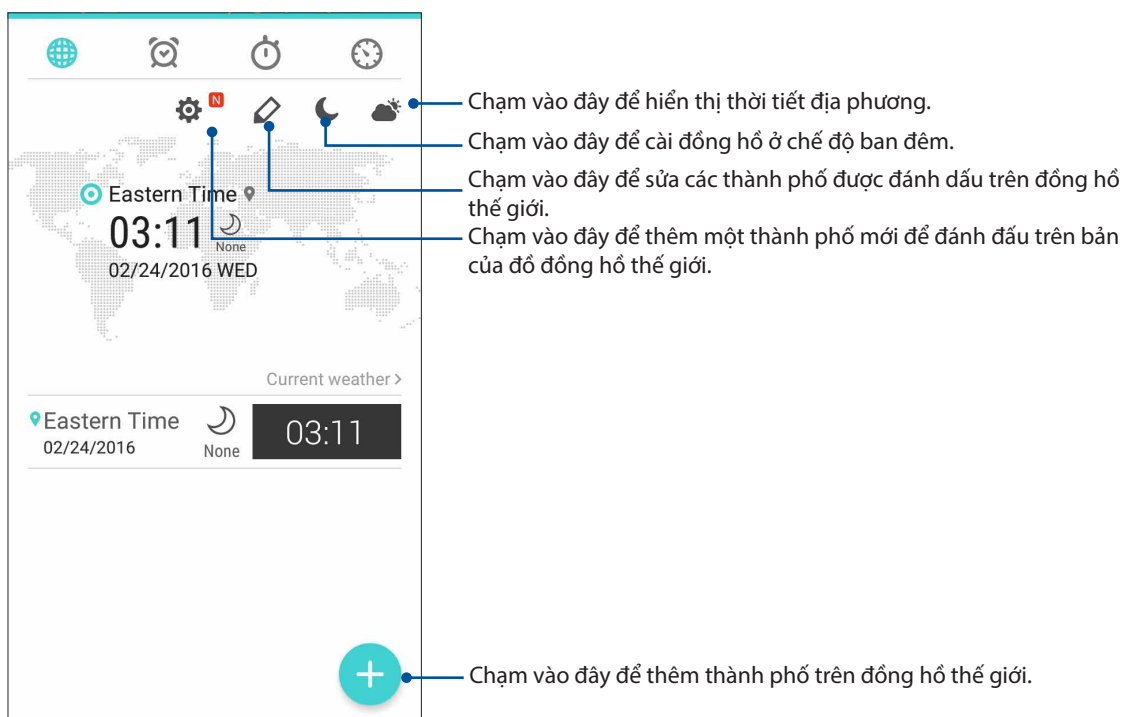 N
Chạm vào đây để hiển thị thời tiết địa phương.
Chạm vào đây để cài đồng hồ ở chế độ ban đêm.
Chạm vào đây để sửa các thành phố được đánh dấu trên đồng hồ
thế giới.
Chạm vào đây để thêm một thành phố mới để đánh đấu trên bản
của đồ đồng hồ thế giới.
Eastern Time
03:11
None
02/24/2016 WED
Current weather >
Eastern Time
02/24/2016
None
03:11
Chạm vào đây để thêm thành phố trên đồng hồ thế giới.